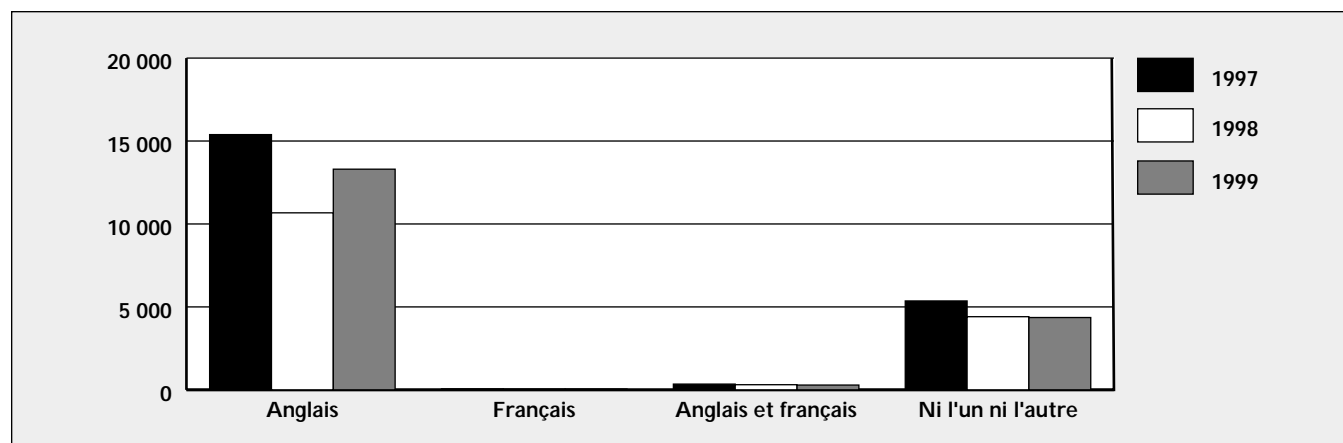 20 000
15 000
10 000
5 000
0
Anglais
Français
Anglais et français
Ni l'un ni l'autre
1997
1998
1999